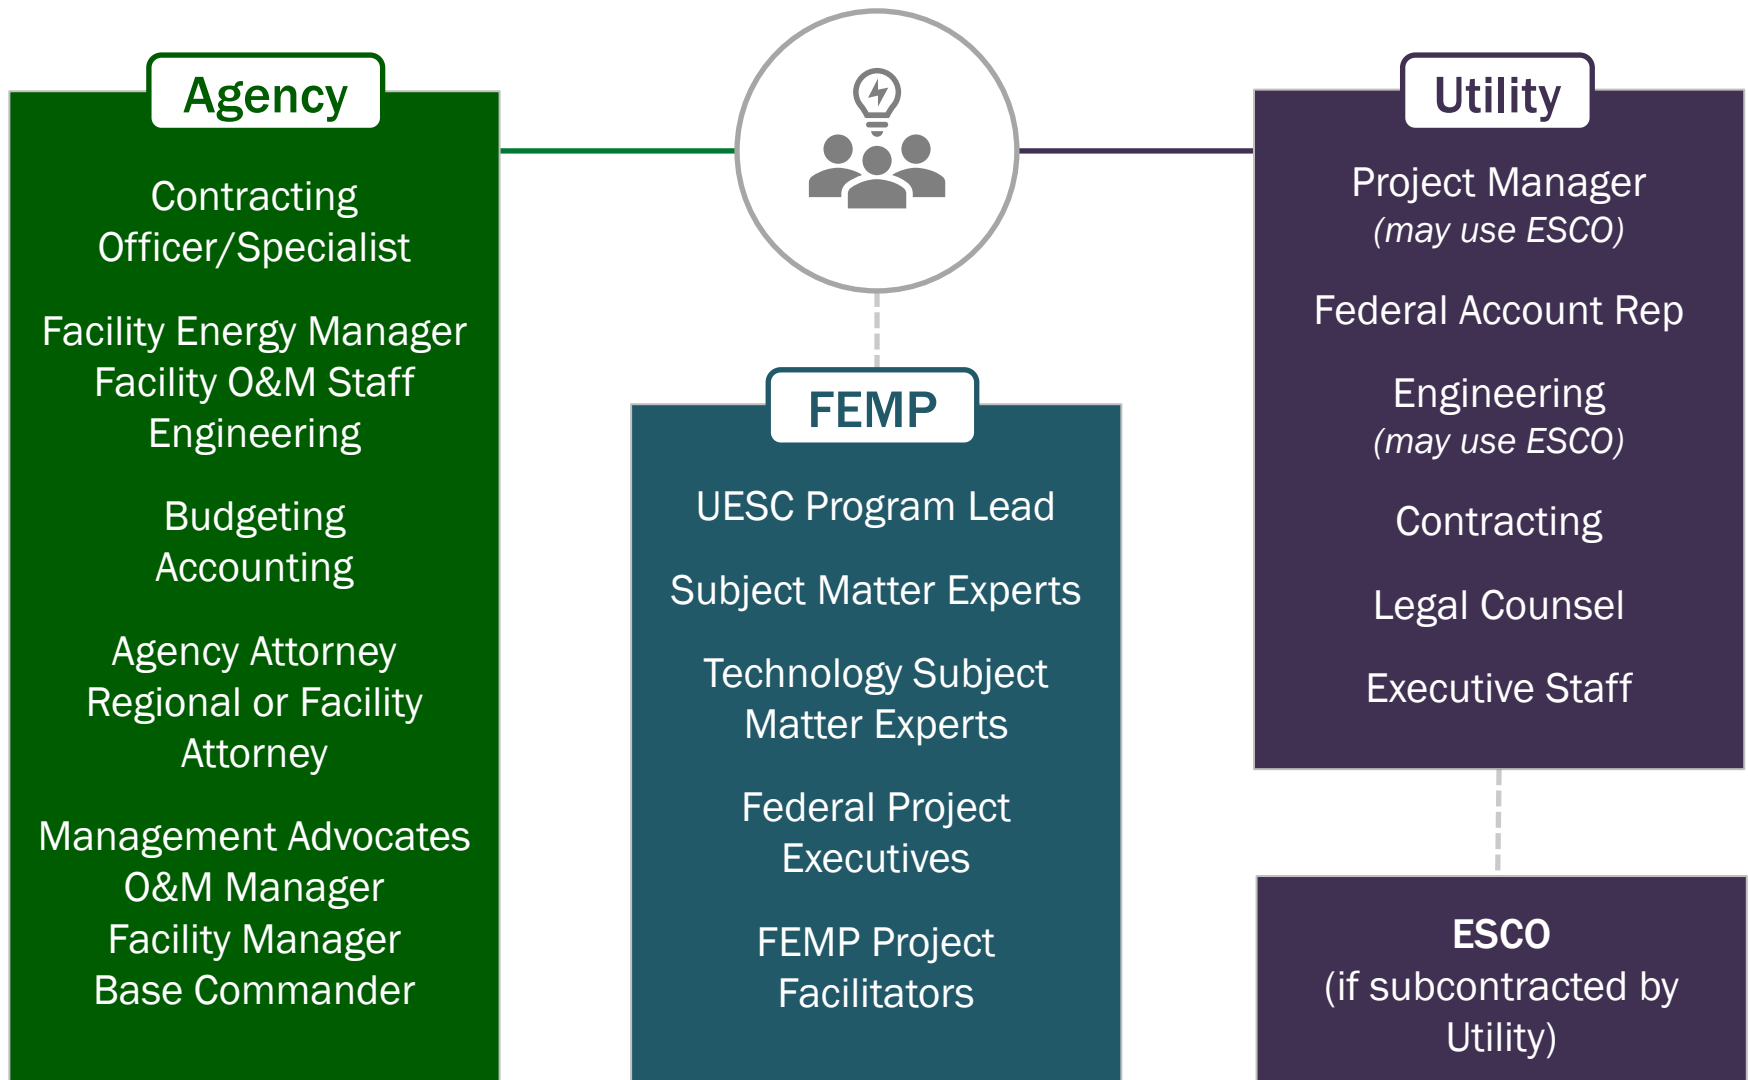 Agency
Contracting
Officer/Specialist
Facility Energy Manager
Facility O&M Staff
Engineering
Budgeting
Accounting
Agency Attorney
Regional or Facility
Attorney
Management Advocates
O&M Manager
Facility Manager
Base Commander
FEMP
UESC Program Lead
Subject Matter Experts
Technology Subject
Matter Experts
Federal Project
Executives
FEMP Project
Facilitators
Utility
Project Manager
(may use ESCO)
Federal Account Rep
Engineering
(may use ESCO)
Contracting
Legal Counsel
Executive Staff
ESCO
(if subcontracted by
Utility)